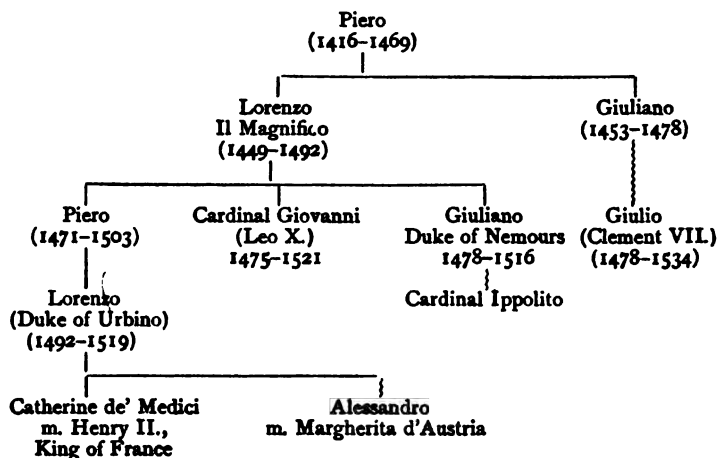 Piero
(1416–1469)
Lorenzo
Il Magnifico
(1449–1492)
Giuliano
(1453–1478)
Piero
(1471–1503)
Cardinal Giovanni
(Leo X.)
1475–1521
Giuliano
Duke of Nemours
1478–1516
Giulio
(Clement VII.)
(1478–1534)
Cardinal Ippolito
Lorenzo
(Duke of Urbino)
(1492–1519)
Catherine de' Medici
m. Henry II.,
King of France
Alessandro
m. Margherita d'Austria